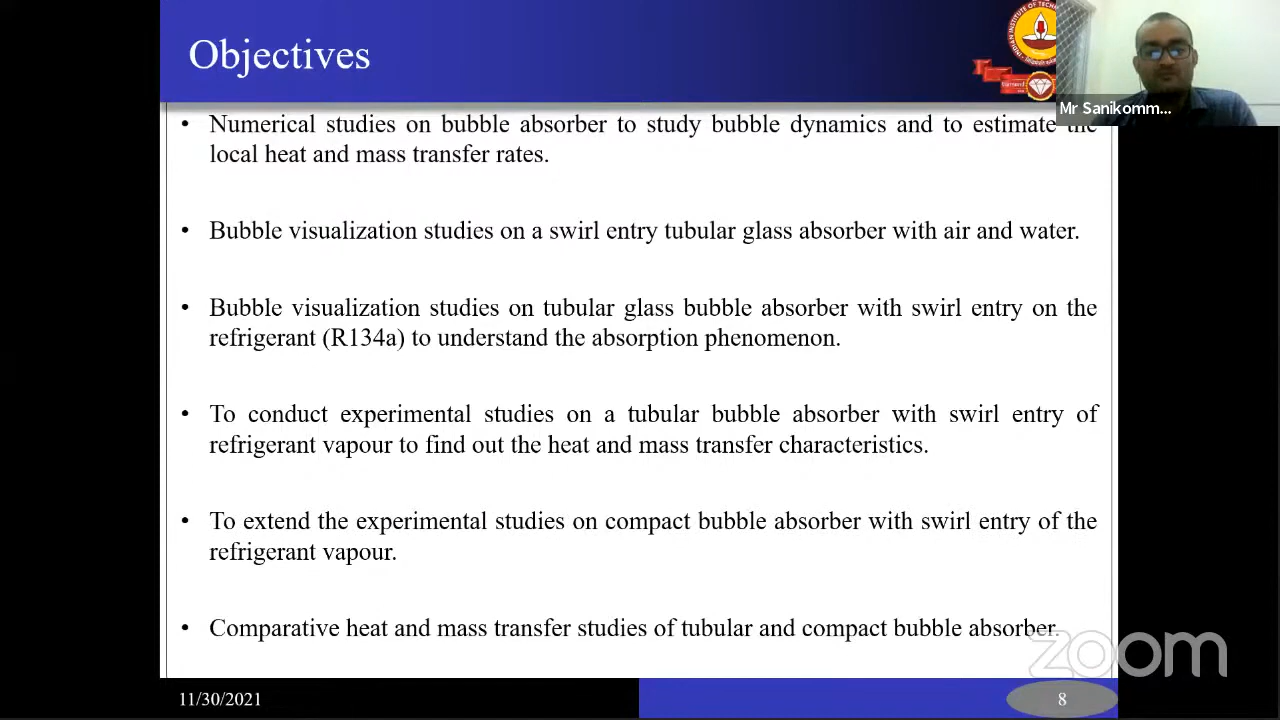 Objectives
INDIAN INSTITUTE OF TECH
Mr Sanikomm...
• Numerical studies on bubble absorber to study bubble dynamics and to estimate the
local heat and mass transfer rates.
• Bubble visualization studies on a swirl entry tubular glass absorber with air and water.
• Bubble visualization studies on tubular glass bubble absorber with swirl entry on the
refrigerant (R134a) to understand the absorption phenomenon.
• To conduct experimental studies on a tubular bubble absorber with swirl entry of
refrigerant vapour to find out the heat and mass transfer characteristics.
• To extend the experimental studies on compact bubble absorber with swirl entry of the
refrigerant vapour.
• Comparative heat and mass transfer studies of tubular and compact bubble absorber.
zoom
11/30/2021
8